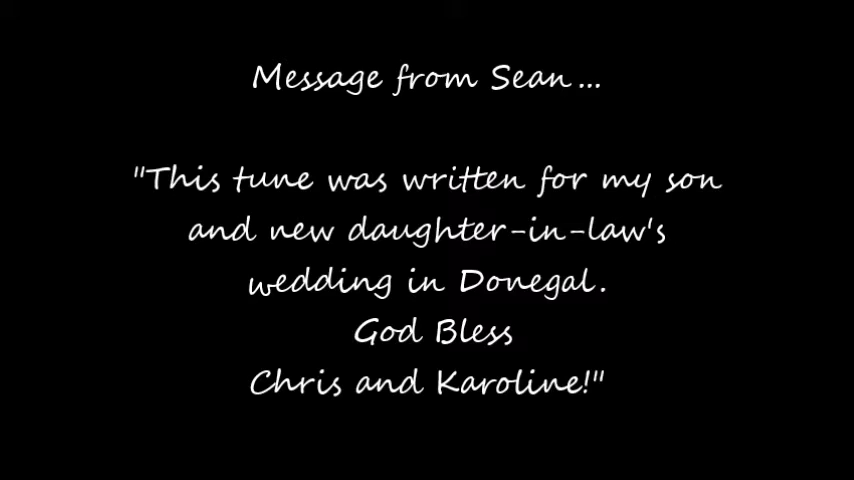 Message from Sean...
"This tune was written for my son
and new daughter-in-law's
wedding in Donegal.
God Bless
Chris and Karoline!"